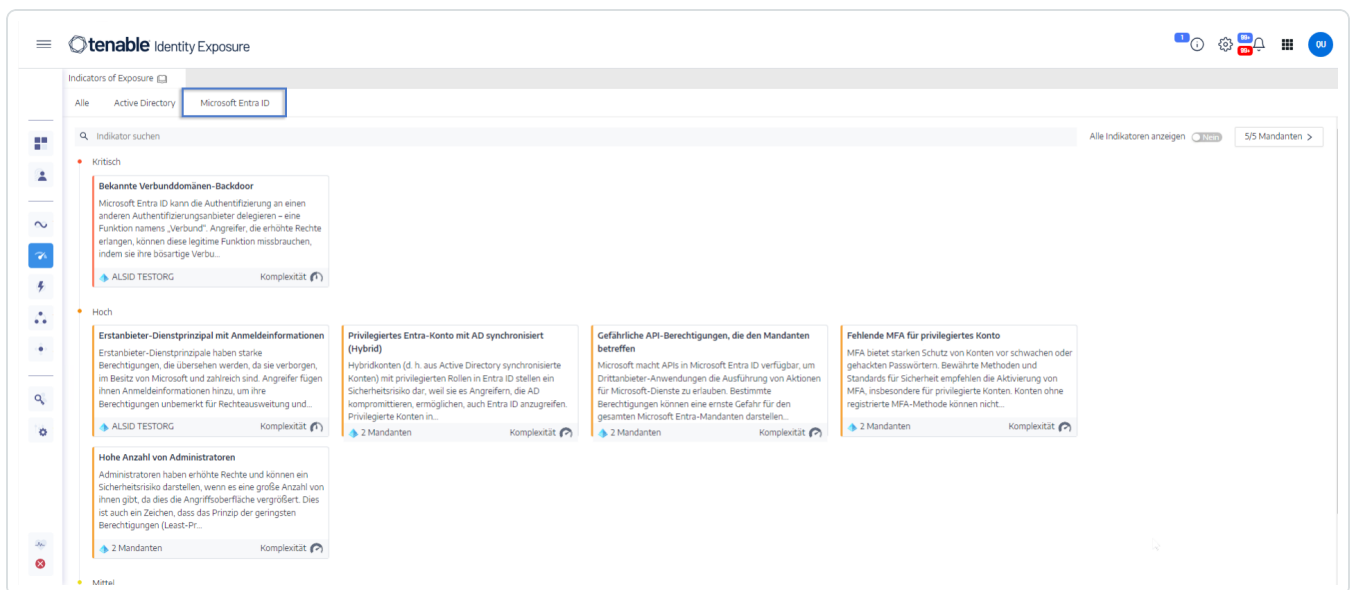 tenable Identity Exposure
1
99+
99+
QU
Indicators of Exposure
Alle Active Directory Microsoft Entra ID
Indikator suchen
Alle Indikatoren anzeigen Nein 5/5 Mandanten >
Kritisch
Bekannte Verbunddomänen-Backdoor
Microsoft Entra ID kann die Authentifizierung an einen
anderen Authentifizierungsanbieter delegieren – eine
Funktion namens „Verbund". Angreifer, die erhöhte Rechte
erlangen, können diese legitime Funktion missbrauchen,
indem sie ihre bösartige Verbu...
ALSID TESTORG Komplexität
Hoch
Erstanbieter-Dienstprinzipal mit Anmeldeinformationen
Erstanbieter-Dienstprinzipale haben starke
Berechtigungen, die übersehen werden, da sie verborgen,
im Besitz von Microsoft und zahlreich sind. Angreifer fügen
ihnen Anmeldeinformationen hinzu, um ihre
Berechtigungen unbemerkt für Rechteausweitung und...
ALSID TESTORG Komplexität
Privilegiertes Entra-Konto mit AD synchronisiert
(Hybrid)
Hybridkonten (d. h. aus Active Directory synchronisierte
Konten) mit privilegierten Rollen in Entra ID stellen ein
Sicherheitsrisiko dar, weil sie es Angreifern, die AD
kompromittieren, ermöglichen, auch Entra ID anzugreifen.
Privilegierte Konten in...
2 Mandanten Komplexität
Gefährliche API-Berechtigungen, die den Mandanten
betreffen
Microsoft macht APIs in Microsoft Entra ID verfügbar, um
Drittanbieter-Anwendungen die Ausführung von Aktionen
für Microsoft-Dienste zu erlauben. Bestimmte
Berechtigungen können eine ernste Gefahr für den
gesamten Microsoft Entra-Mandanten darstellen...
2 Mandanten Komplexität
Fehlende MFA für privilegiertes Konto
MFA bietet starken Schutz von Konten vor schwachen oder
gehackten Passwörtern. Bewährte Methoden und
Standards für Sicherheit empfehlen die Aktivierung von
MFA, insbesondere für privilegierte Konten. Konten ohne
registrierte MFA-Methode können nicht...
2 Mandanten Komplexität
Hohe Anzahl von Administratoren
Administratoren haben erhöhte Rechte und können ein
Sicherheitsrisiko darstellen, wenn es eine große Anzahl von
ihnen gibt, da dies die Angriffsoberfläche vergrößert. Dies
ist auch ein Zeichen, dass das Prinzip der geringsten
Berechtigungen (Least-Pr...
2 Mandanten Komplexität
Mittel